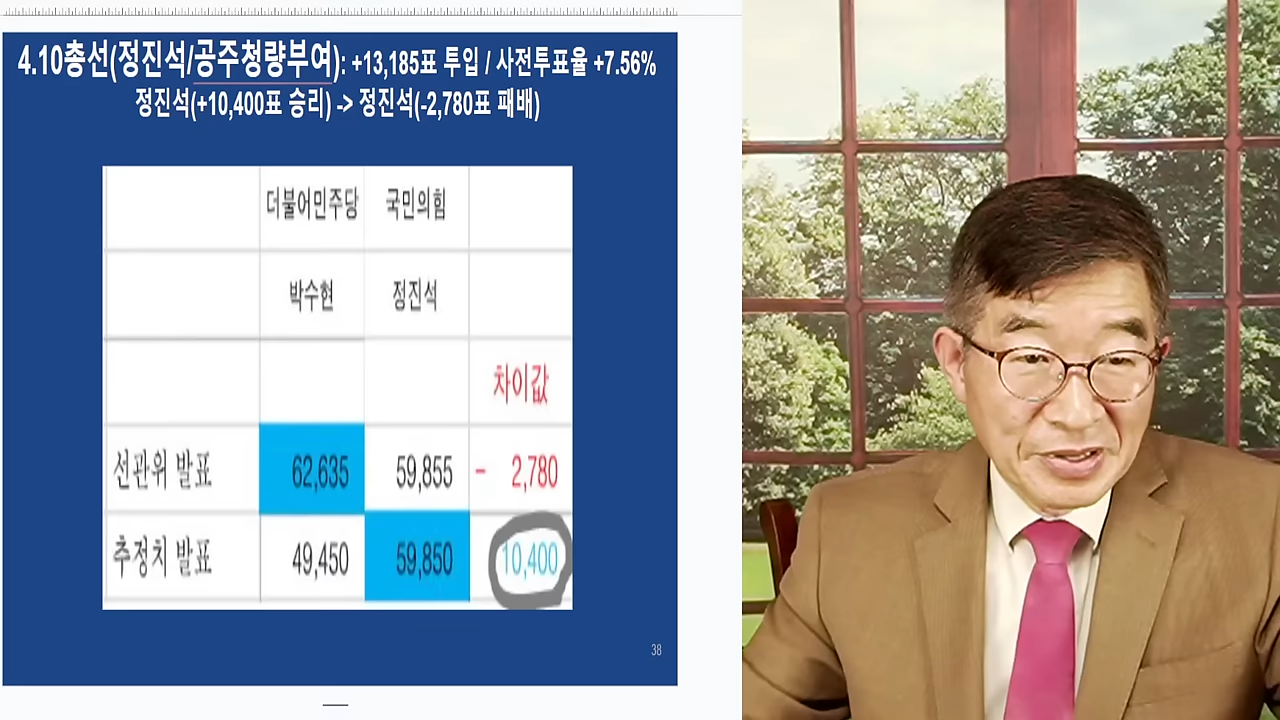 4.10총선(정진석/공주청량부여): +13,185표 투입 / 사전투표율 +7.56%
정진석(+10,400표 승리) -> 정진석(-2,780표 패배)
더불어민주당 국민의힘
박수현 정진석
차이값
선관위 발표 62,635 59,855 - 2,780
추정치 발표 49,450 59,850 10,400
38